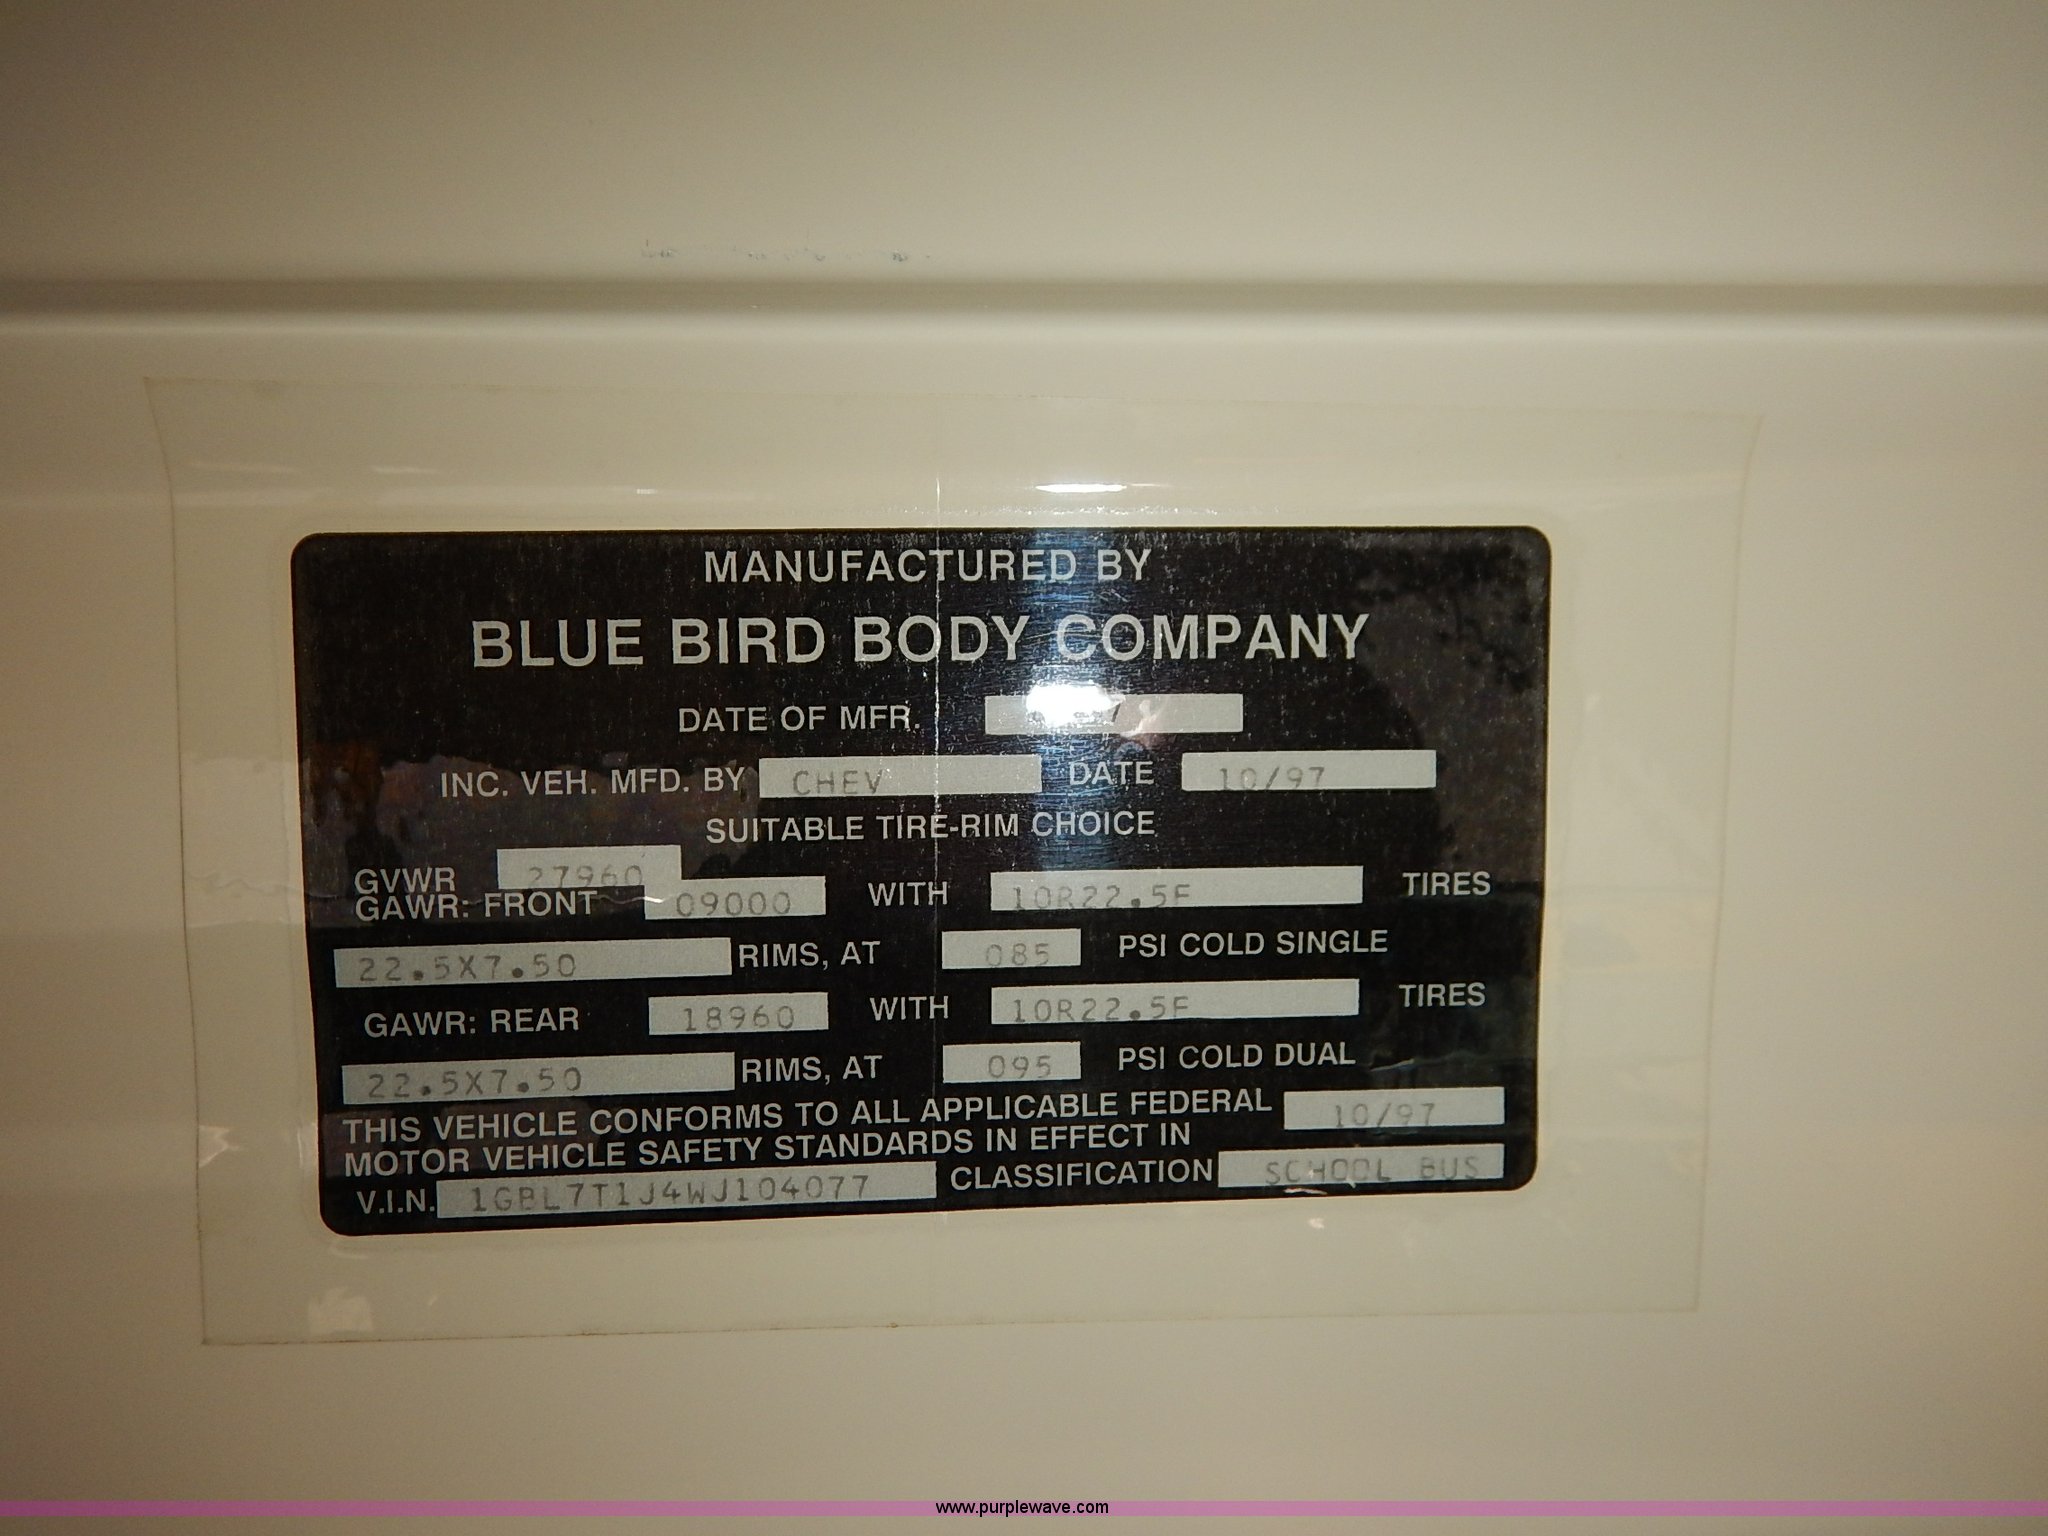 MANUFACTURED BY
BLUE BIRD BODY COMPANY
DATE OF MFR.
INC. VEH. MFD. BY CHEV DATE 10/97
SUITABLE TIRE-RIM CHOICE
GVWR 27960
GAWR: FRONT 09000 WITH 10R22.5F TIRES
22.5X7.50 RIMS, AT 085 PSI COLD SINGLE
GAWR: REAR 18960 WITH 10R22.5F TIRES
22.5X7.50 RIMS, AT 095 PSI COLD DUAL
THIS VEHICLE CONFORMS TO ALL APPLICABLE FEDERAL 10/97
MOTOR VEHICLE SAFETY STANDARDS IN EFFECT IN
V.I.N. 1GBL7T1J4WJ104077 CLASSIFICATION SCHOOL BUS
www.purplewave.com